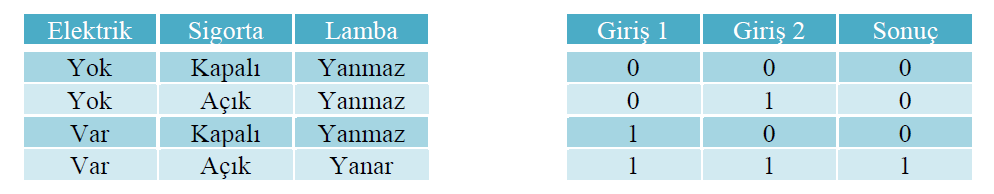 Elektrik Sigorta Lamba Giriş 1 Giriş 2 Sonuç
Yok Kapalı Yanmaz 0 0 0
Yok Açık Yanmaz 0 1 0
Var Kapalı Yanmaz 1 0 0
Var Açık Yanar 1 1 1